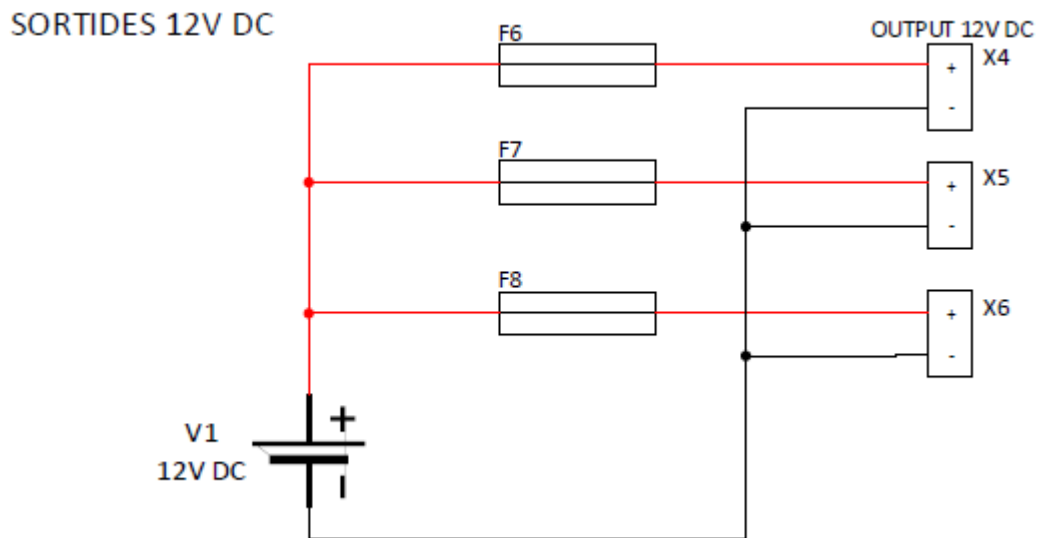 SORTIDES 12V DC
F6
OUTPUT 12V DC
X4
+
-
F7
X5
+
-
F8
X6
+
-
V1
12V DC
+
-